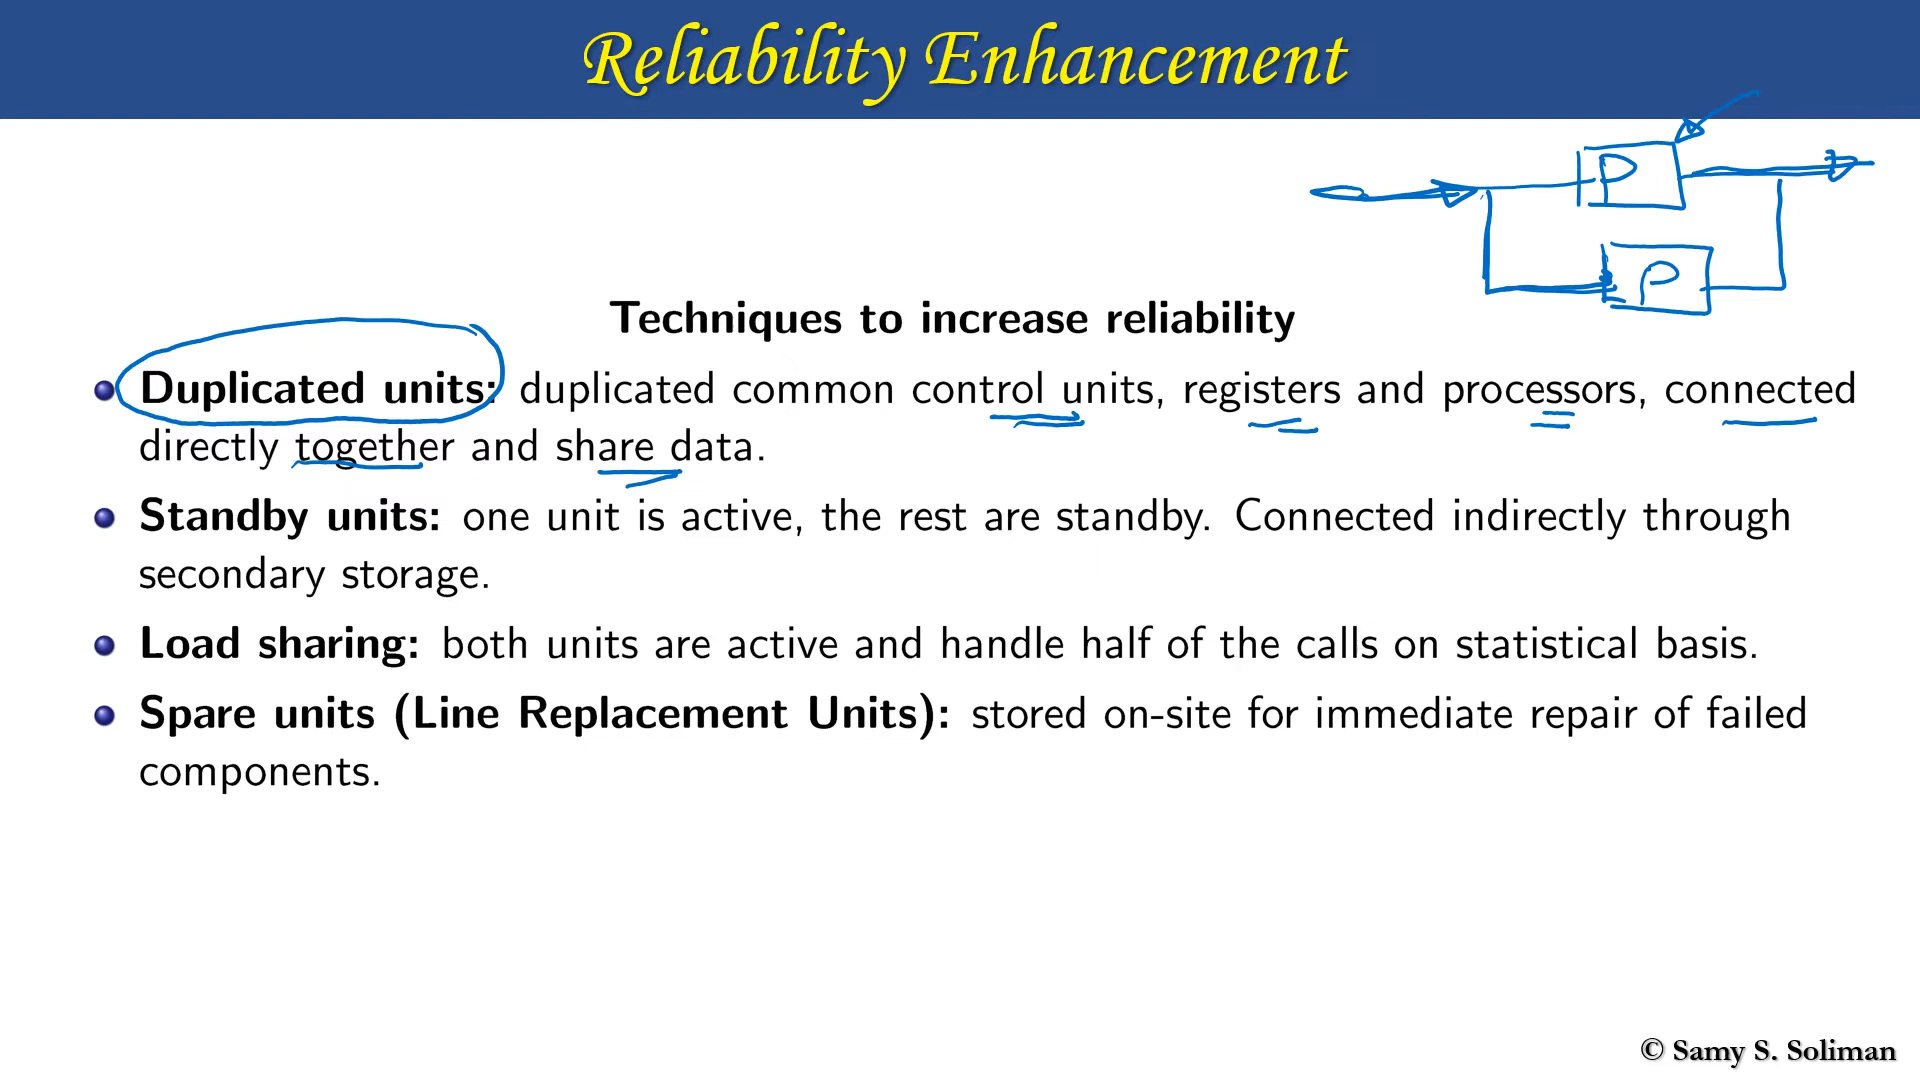 Reliability Enhancement
P
P
Techniques to increase reliability
Duplicated units: duplicated common control units, registers and processors, connected
directly together and share data.
Standby units: one unit is active, the rest are standby. Connected indirectly through
secondary storage.
Load sharing: both units are active and handle half of the calls on statistical basis.
Spare units (Line Replacement Units): stored on-site for immediate repair of failed
components.
© Samy S. Soliman